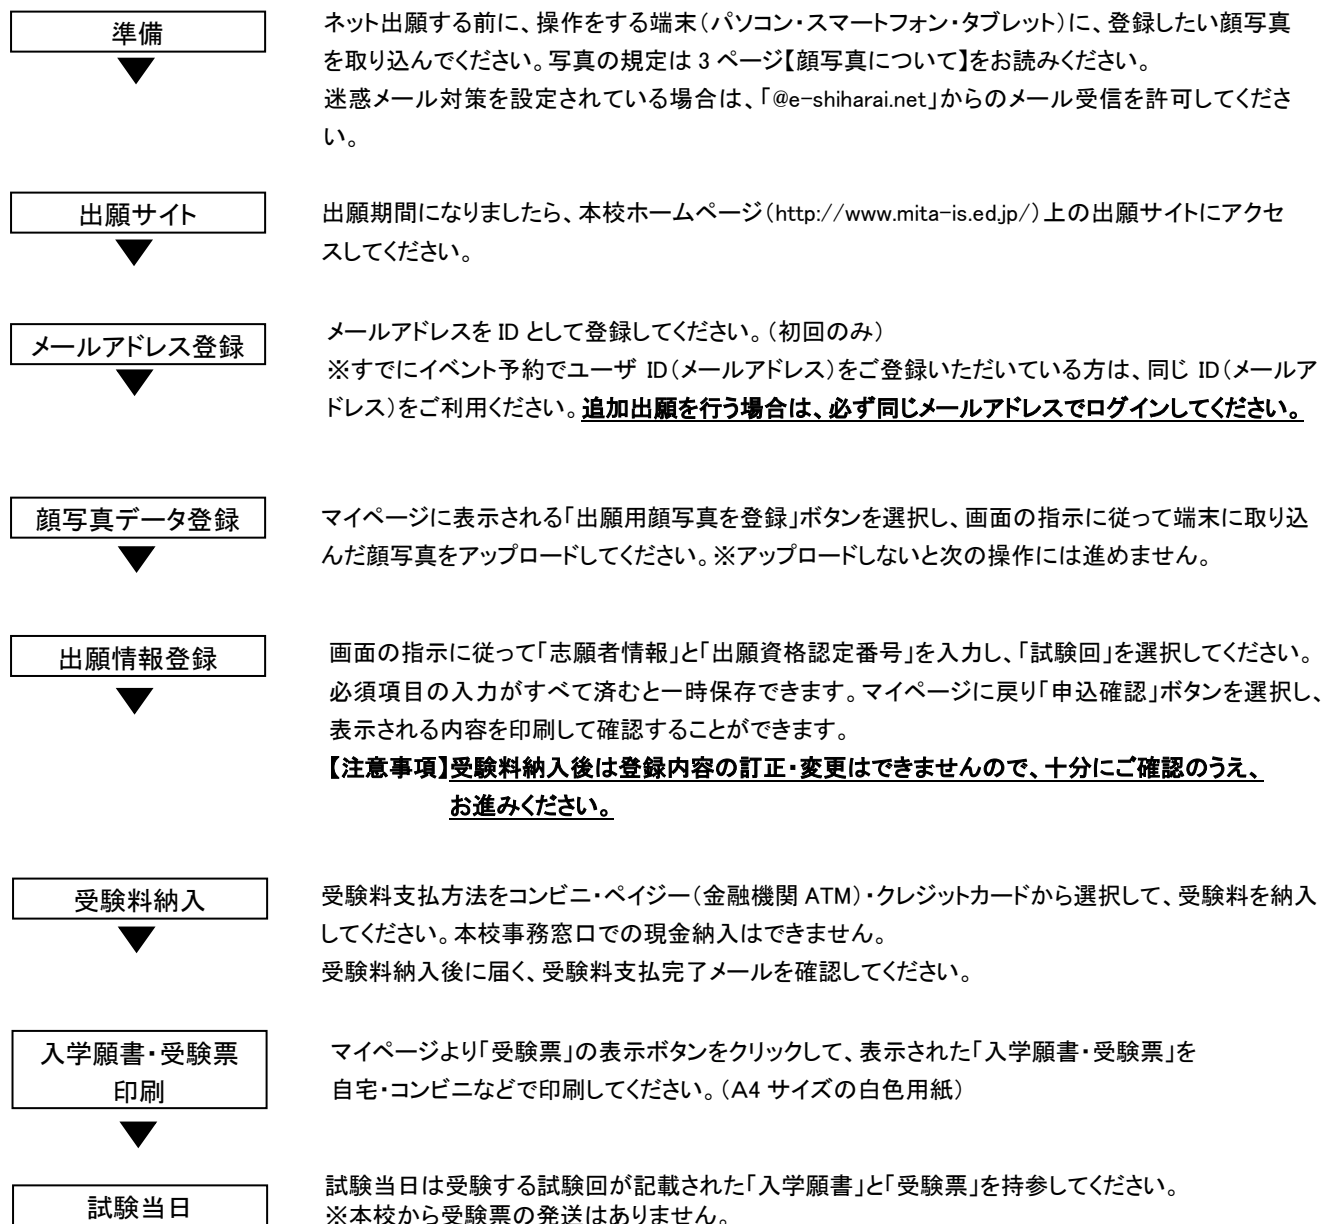 準備
ネット出願する前に、操作をする端末（パソコン・スマートフォン・タブレット）に、登録したい顔写真
を取り込んでください。写真の規定は 3 ページ【顔写真について】をお読みください。
迷惑メール対策を設定されている場合は、「@e-shiharai.net」からのメール受信を許可してくださ
い。
出願サイト
出願期間になりましたら、本校ホームページ（http://www.mita-is.ed.jp/）上の出願サイトにアクセ
スしてください。
メールアドレス登録
メールアドレスを ID として登録してください。（初回のみ）
※すでにイベント予約でユーザ ID（メールアドレス）をご登録いただいている方は、同じ ID（メールア
ドレス）をご利用ください。追加出願を行う場合は、必ず同じメールアドレスでログインしてください。
顔写真データ登録
マイページに表示される「出願用顔写真を登録」ボタンを選択し、画面の指示に従って端末に取り込
んだ顔写真をアップロードしてください。※アップロードしないと次の操作には進めません。
出願情報登録
画面の指示に従って「志願者情報」と「出願資格認定番号」を入力し、「試験回」を選択してください。
必須項目の入力がすべて済むと一時保存できます。マイページに戻り「申込確認」ボタンを選択し、
表示される内容を印刷して確認することができます。
【注意事項】受験料納入後は登録内容の訂正・変更はできませんので、十分にご確認のうえ、
お進みください。
受験料納入
受験料支払方法をコンビニ・ペイジー（金融機関 ATM）・クレジットカードから選択して、受験料を納入
してください。本校事務窓口での現金納入はできません。
受験料納入後に届く、受験料支払完了メールを確認してください。
入学願書・受験票
印刷
マイページより「受験票」の表示ボタンをクリックして、表示された「入学願書・受験票」を
自宅・コンビニなどで印刷してください。（A4 サイズの白色用紙）
試験当日
試験当日は受験する試験回が記載された「入学願書」と「受験票」を持参してください。
※本校から受験票の発送はありません。